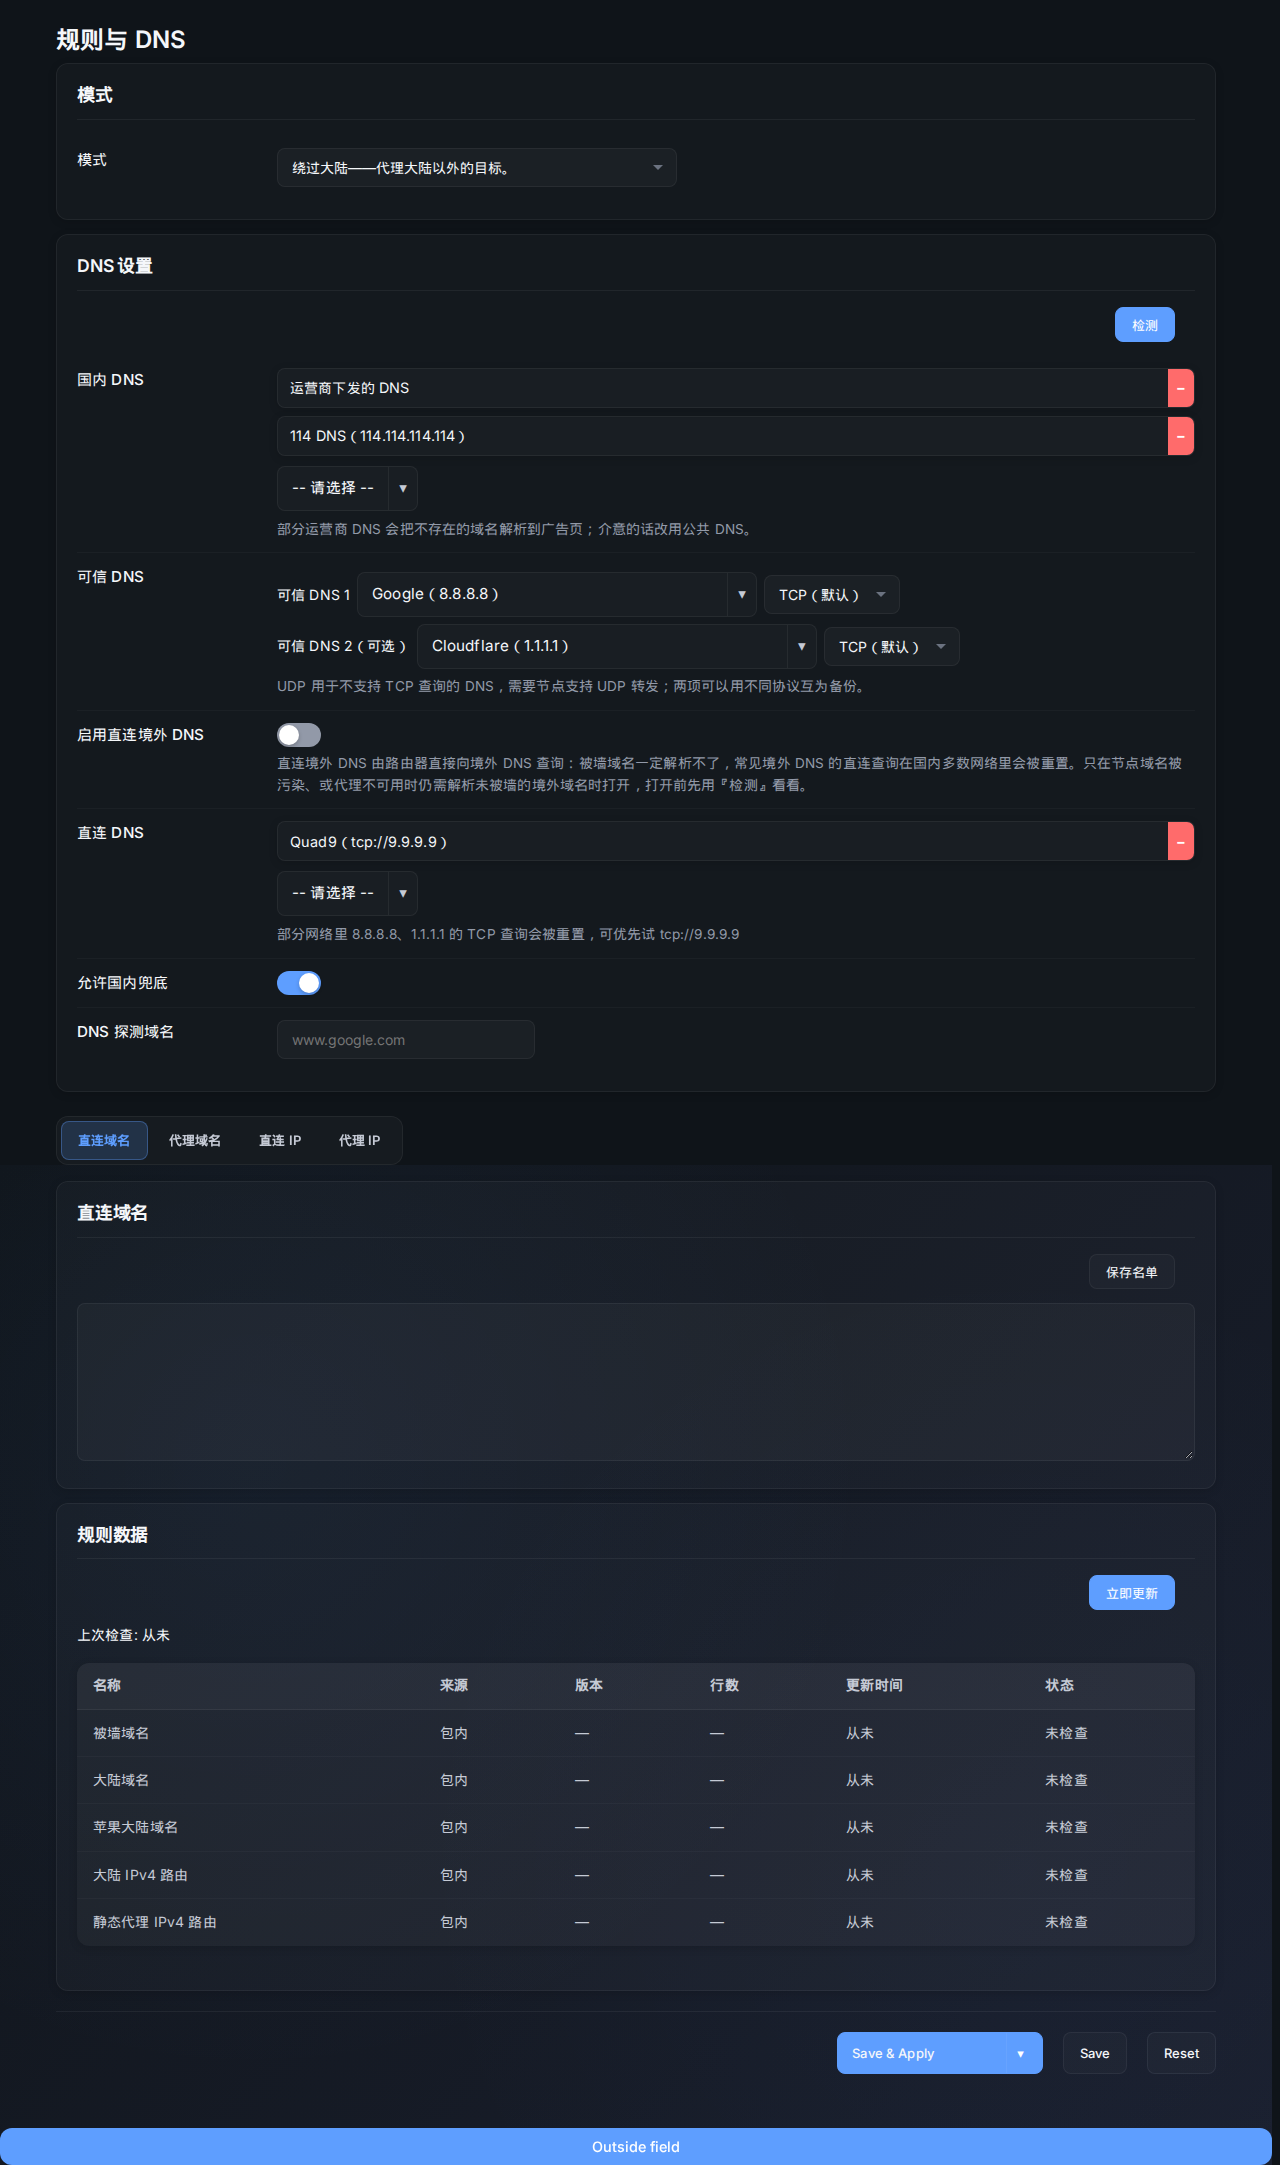 规则与 DNS
模式
模式
绕过大陆——代理大陆以外的目标。
DNS 设置
检测
国内 DNS
运营商下发的 DNS
−
114 DNS（114.114.114.114）
−
-- 请选择 --
▼
部分运营商 DNS 会把不存在的域名解析到广告页；介意的话改用公共 DNS。
可信 DNS
可信 DNS 1 Google（8.8.8.8） ▼ TCP（默认）
可信 DNS 2（可选） Cloudflare（1.1.1.1） ▼ TCP（默认）
UDP 用于不支持 TCP 查询的 DNS，需要节点支持 UDP 转发；两项可以用不同协议互为备份。
启用直连境外 DNS
直连境外 DNS 由路由器直接向境外 DNS 查询：被墙域名一定解析不了，常见境外 DNS 的直连查询在国内多数网络里会被重置。只在节点域名被
污染、或代理不可用时仍需解析未被墙的境外域名时打开，打开前先用『检测』看看。
直连 DNS
Quad9（tcp://9.9.9.9）
−
-- 请选择 --
▼
部分网络里 8.8.8.8、1.1.1.1 的 TCP 查询会被重置，可优先试 tcp://9.9.9.9
允许国内兜底
DNS 探测域名
www.google.com
直连域名 代理域名 直连 IP 代理 IP
直连域名
保存名单
规则数据
立即更新
上次检查: 从未
名称 来源 版本 行数 更新时间 状态
被墙域名 包内 — — 从未 未检查
大陆域名 包内 — — 从未 未检查
苹果大陆域名 包内 — — 从未 未检查
大陆 IPv4 路由 包内 — — 从未 未检查
静态代理 IPv4 路由 包内 — — 从未 未检查
Save & Apply ▼ Save Reset
Outside field